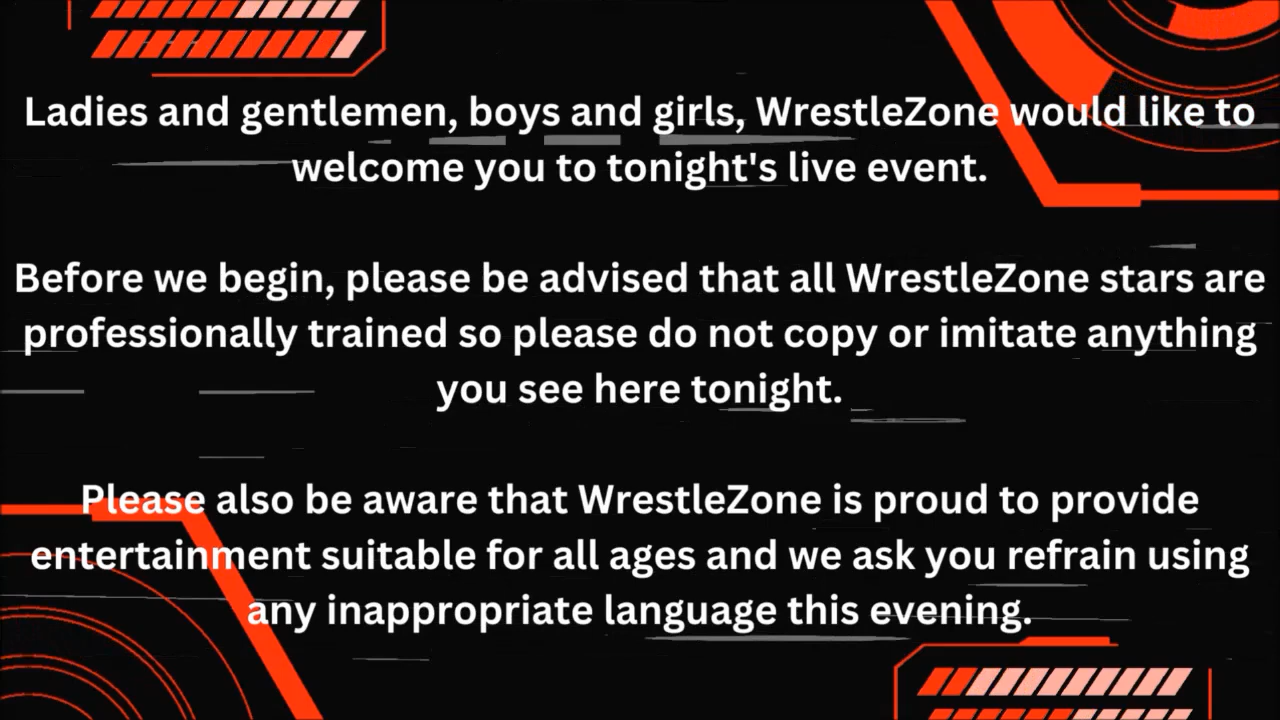 Ladies and gentlemen, boys and girls, WrestleZone would like to
welcome you to tonight's live event.
Before we begin, please be advised that all WrestleZone stars are
professionally trained so please do not copy or imitate anything
you see here tonight.
Please also be aware that WrestleZone is proud to provide
entertainment suitable for all ages and we ask you refrain using
any inappropriate language this evening.